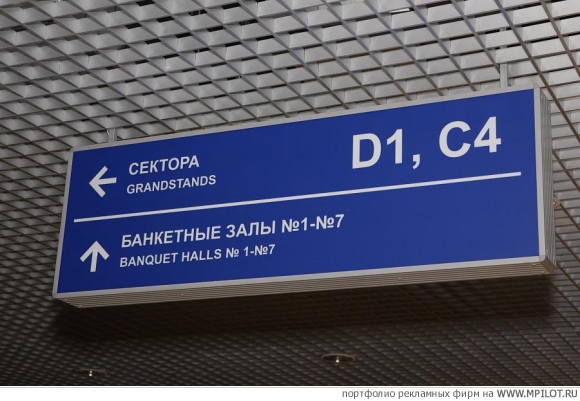 СЕКТОРА
GRANDSTANDS
D1, C4
БАНКЕТНЫЕ ЗАЛЫ №1-№7
BANQUET HALLS № 1-№7
портфолио рекламных фирм на WWW.MPILOT.RU